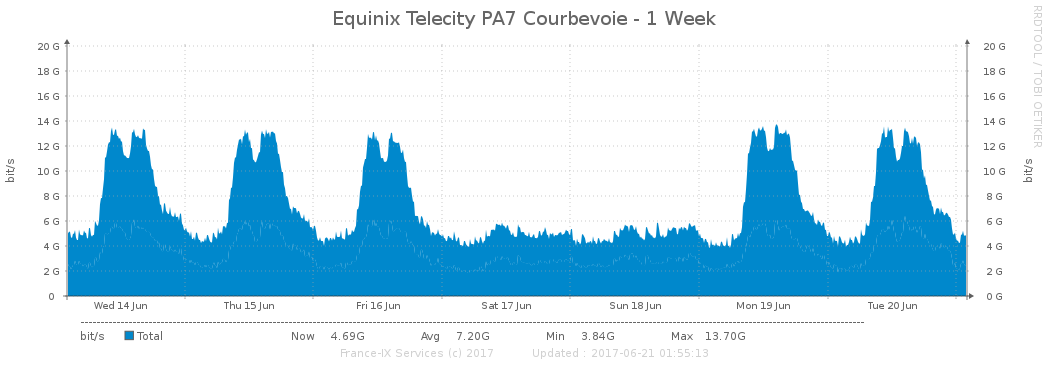 Equinix Telecity PA7 Courbevoie - 1 Week
RRDTOOL / TOBI OETIKER
bit/s
20 G
18 G
16 G
14 G
12 G
10 G
8 G
6 G
4 G
2 G
0
20 G
18 G
16 G
14 G
12 G
10 G
8 G
6 G
4 G
2 G
0 G
bit/s
Wed 14 Jun Thu 15 Jun Fri 16 Jun Sat 17 Jun Sun 18 Jun Mon 19 Jun Tue 20 Jun
bit/s Total Now 4.69G Avg 7.20G Min 3.84G Max 13.70G
France-IX Services (c) 2017 Updated : 2017-06-21 01:55:13